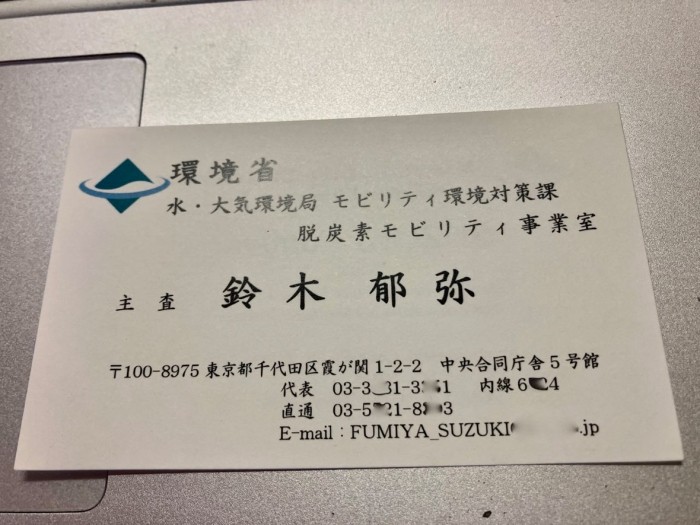 環境省
水・大気環境局 モビリティ環境対策課
脱炭素モビリティ事業室
主査 鈴木 郁弥
〒100-8975 東京都千代田区霞が関 1-2-2 中央合同庁舎5号館
代表 内線
直通
E-mail:FUMIYA_SUZUKI .jp